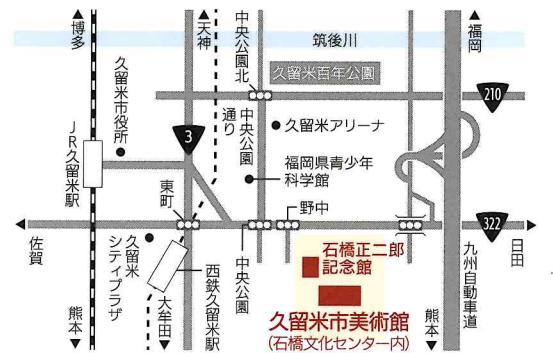 博多
天神
中央公園北
筑後川
福岡
久留米百年公園
210
久留米市役所
3
中央公園
通り
久留米アリーナ
JR久留米駅
福岡県青少年
科学館
東町
野中
322
佐賀
久留米
シティプラザ
西鉄久留米駅
中央公園
石橋正二郎
記念館
九州自動車道
日田
熊本
大牟田
久留米市美術館
(石橋文化センター内)
熊本